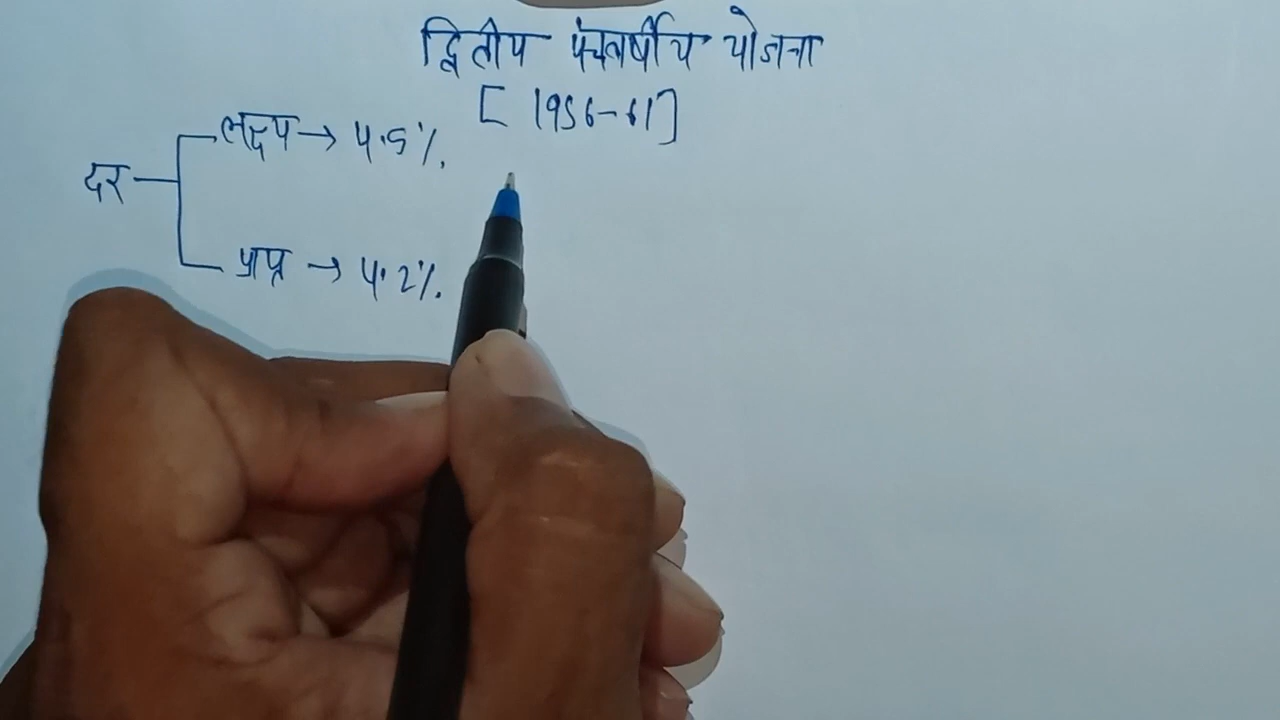 द्वितीय पंचवर्षीय योजना
[ 1956-61]
दर
लक्ष्य → 4.5%.
प्राप्त → 4.2%.